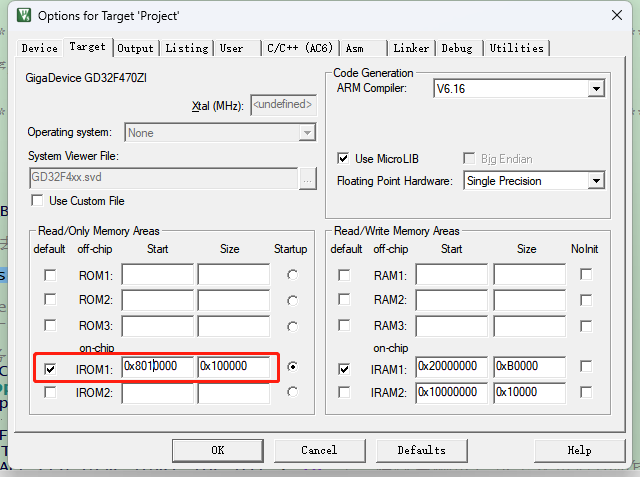 Options for Target 'Project'
Device Target Output Listing User C/C++ (AC6) Asm Linker Debug Utilities
GigaDevice GD32F470ZI
Xtal (MHz): <undefined>
Operating system: None
System Viewer File:
GD32F4xx.svd ...
Use Custom File
Code Generation
ARM Compiler: V6.16
Use MicroLIB Big Endian
Floating Point Hardware: Single Precision
Read/Only Memory Areas
default off-chip Start Size Startup
ROM1:
ROM2:
ROM3:
on-chip
IROM1: 0x8010000 0x100000
IROM2:
Read/Write Memory Areas
default off-chip Start Size NoInit
RAM1:
RAM2:
RAM3:
on-chip
IRAM1: 0x20000000 0xB0000
IRAM2: 0x10000000 0x10000
OK Cancel Defaults Help